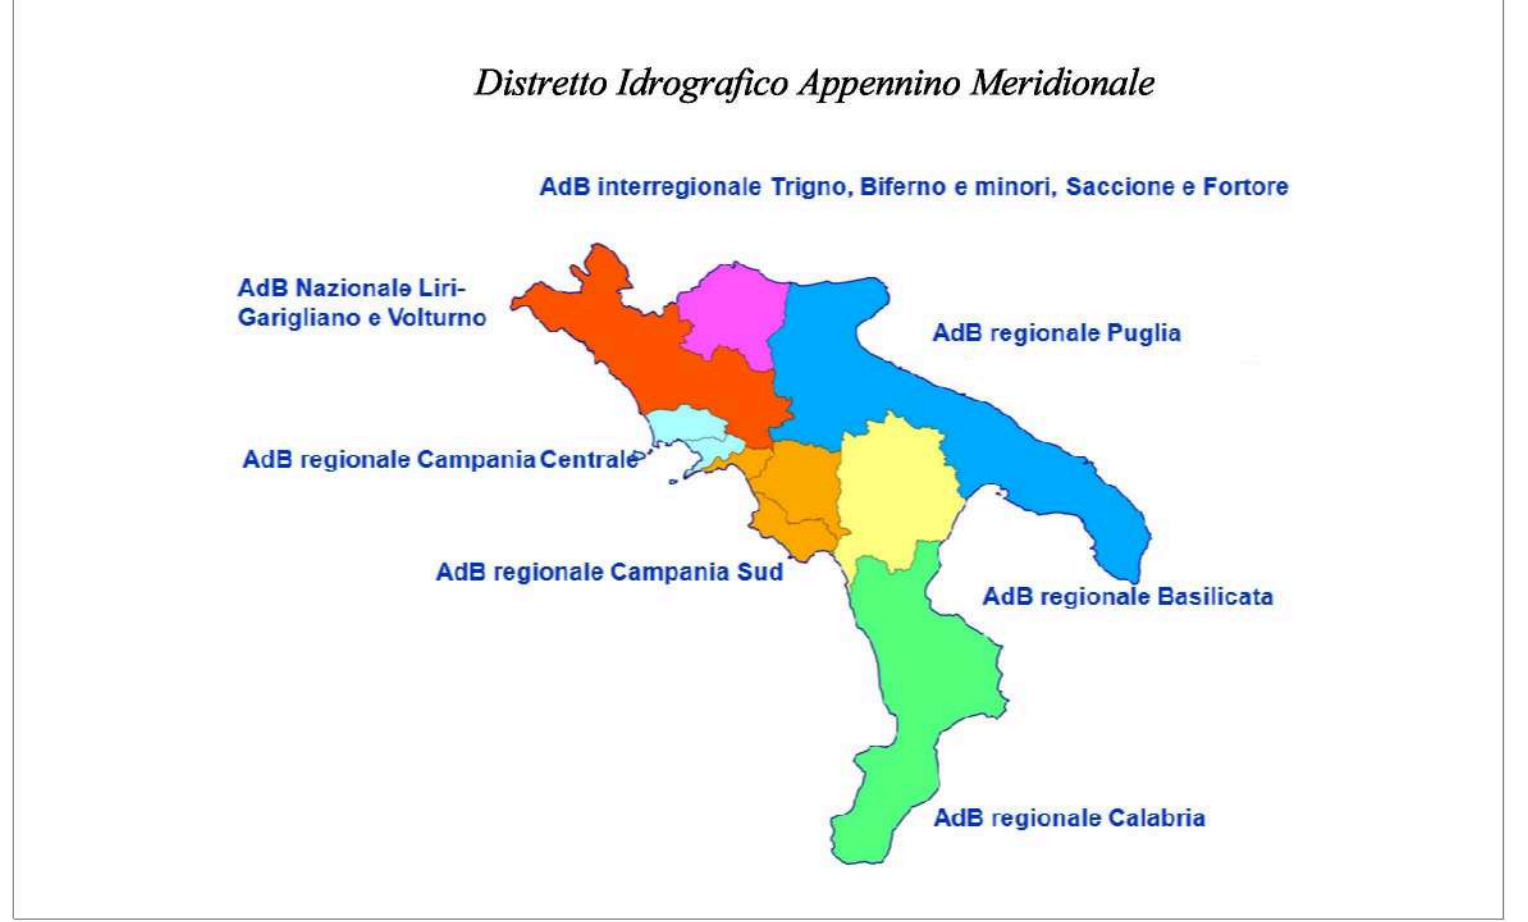 Distretto Idrografico Appennino Meridionale
AdB interregionale Trigno, Biferno e minori, Saccione e Fortore
AdB Nazionale Liri-
Garigliano e Volturno
AdB regionale Puglia
AdB regionale Campania Centrale
AdB regionale Campania Sud
AdB regionale Basilicata
AdB regionale Calabria